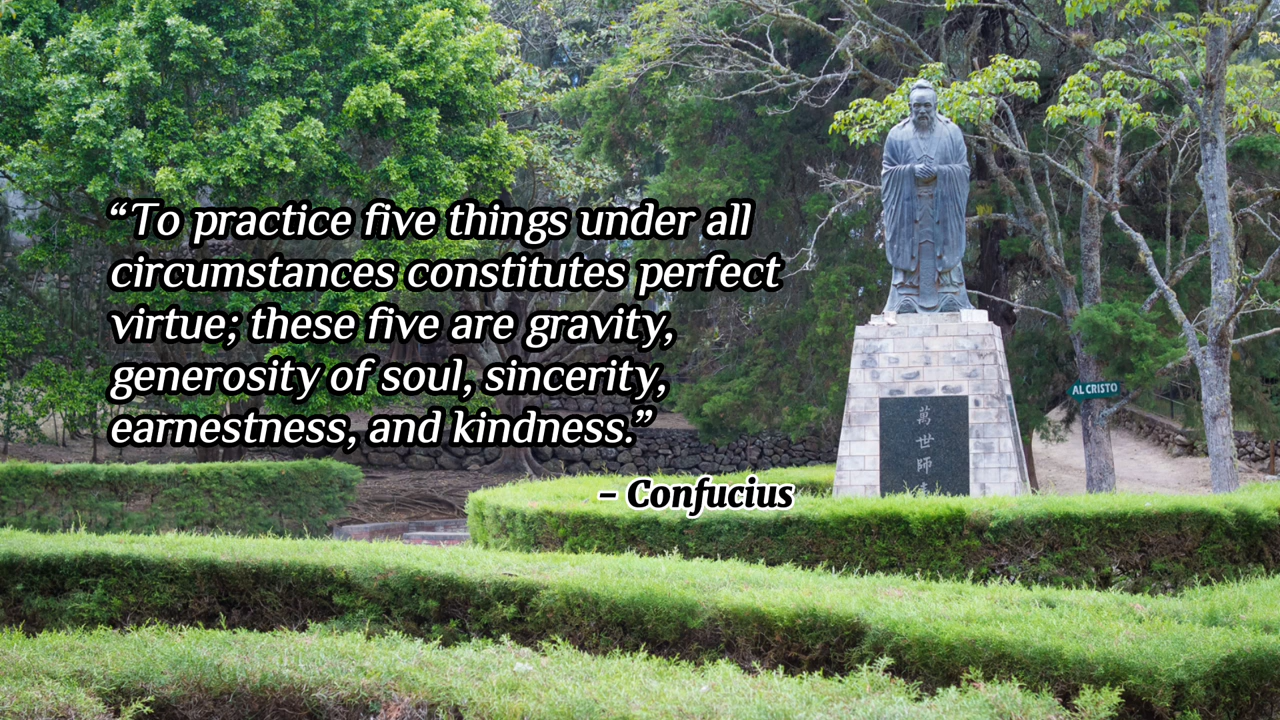 “To practice five things under all
circumstances constitutes perfect
virtue; these five are gravity,
generosity of soul, sincerity,
earnestness, and kindness.”
– Confucius
AL CRISTO
萬世師